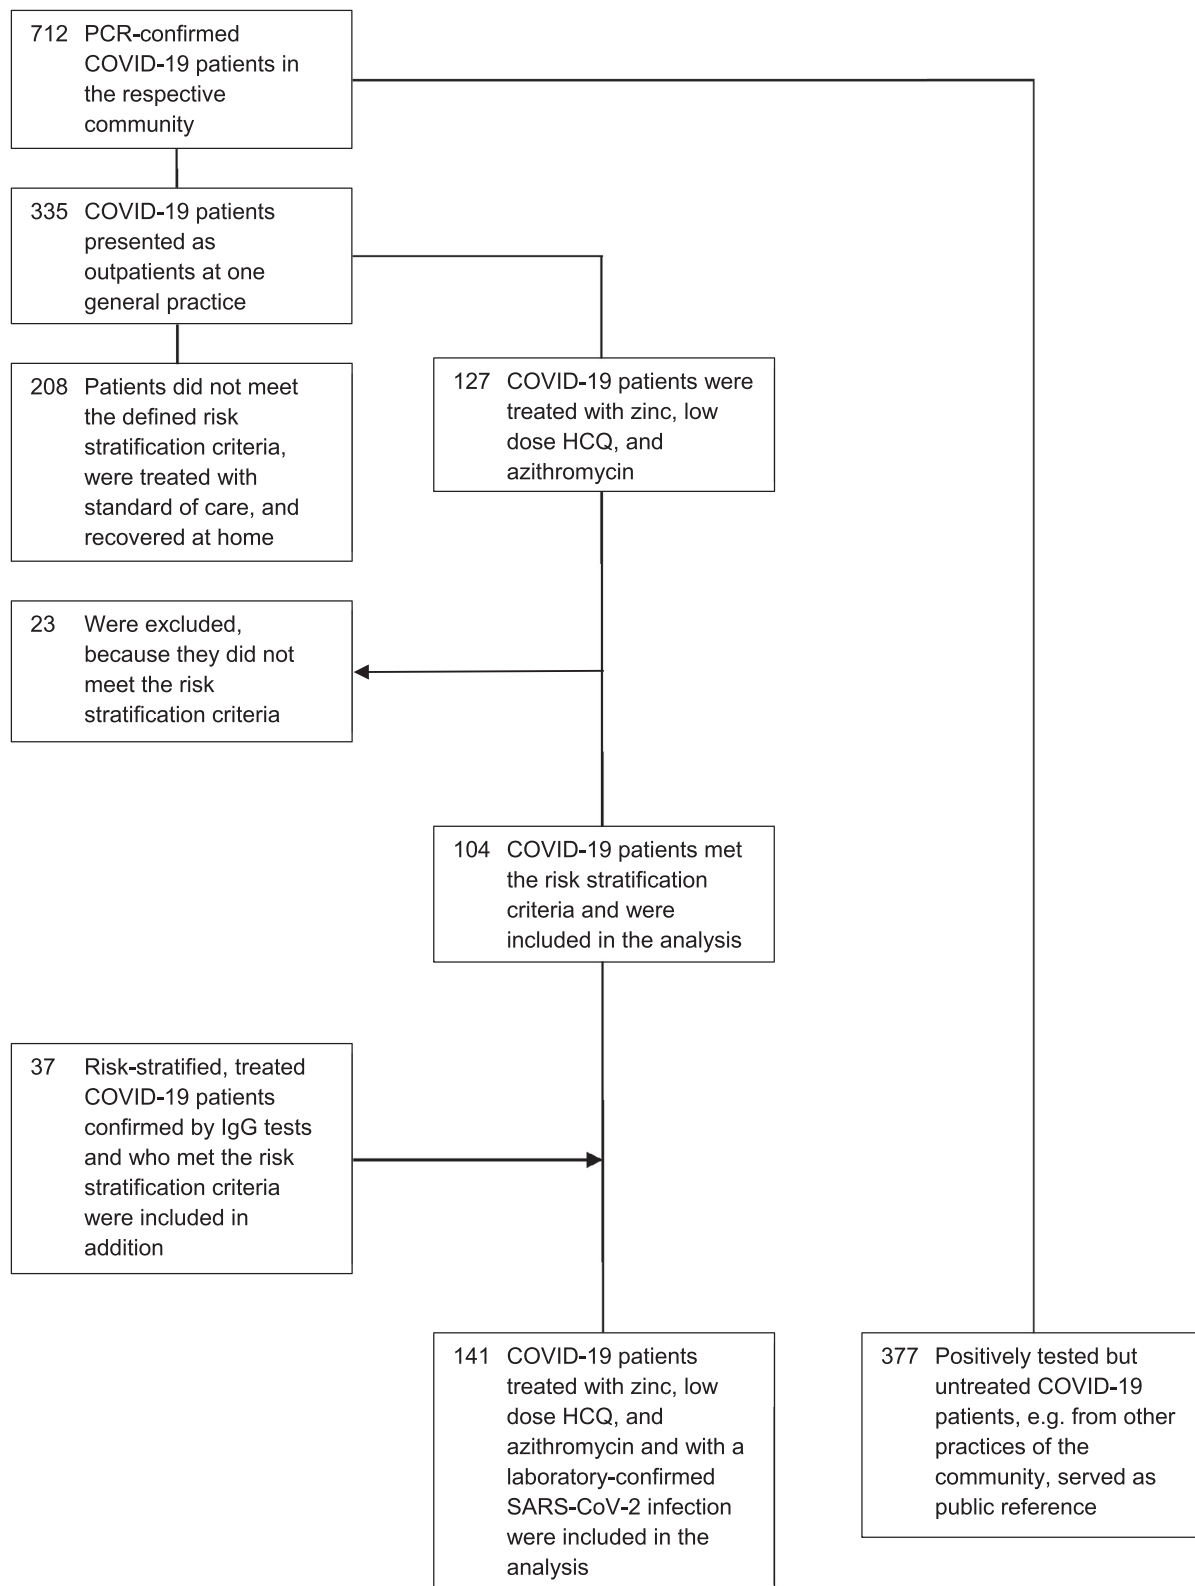 712 PCR-confirmed
COVID-19 patients in
the respective
community
335 COVID-19 patients
presented as
outpatients at one
general practice
208 Patients did not meet
the defined risk
stratification criteria,
were treated with
standard of care, and
recovered at home
127 COVID-19 patients were
treated with zinc, low
dose HCQ, and
azithromycin
23 Were excluded,
because they did not
meet the risk
stratification criteria
104 COVID-19 patients met
the risk stratification
criteria and were
included in the analysis
37 Risk-stratified, treated
COVID-19 patients
confirmed by IgG tests
and who met the risk
stratification criteria
were included in
addition
141 COVID-19 patients
treated with zinc, low
dose HCQ, and
azithromycin and with a
laboratory-confirmed
SARS-CoV-2 infection
were included in the
analysis
377 Positively tested but
untreated COVID-19
patients, e.g. from other
practices of the
community, served as
public reference